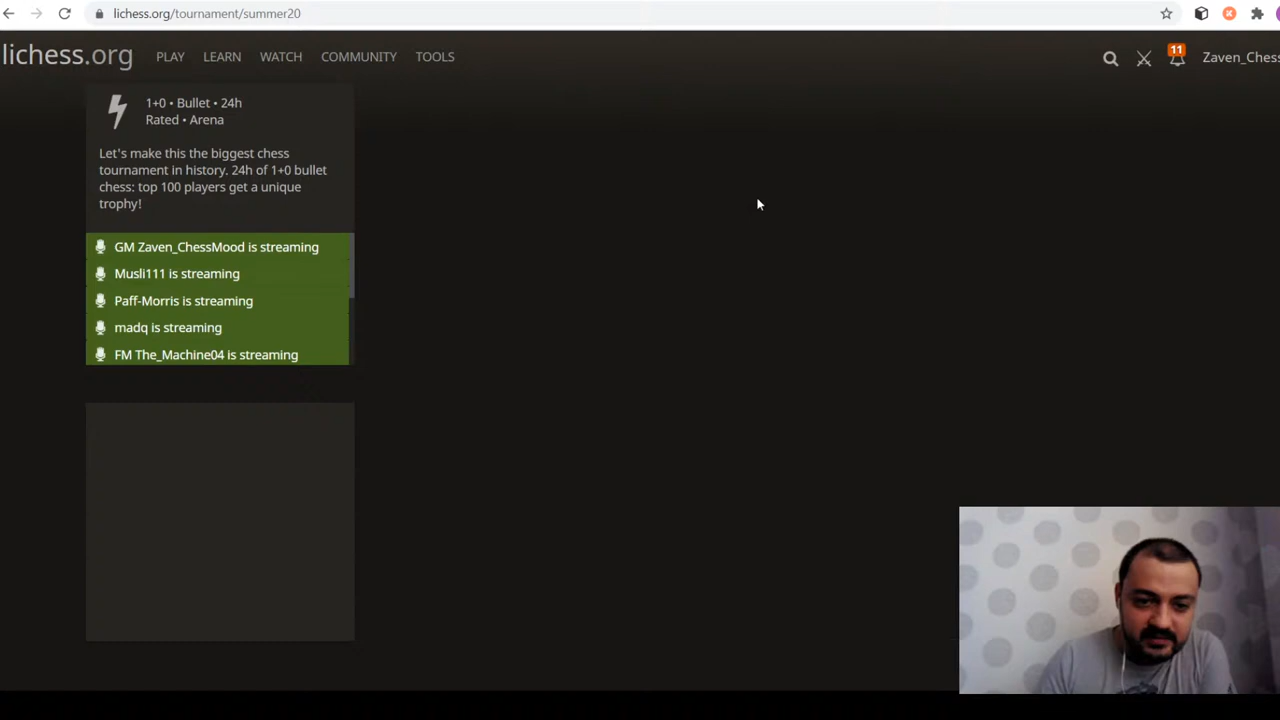 lichess.org/tournament/summer20
lichess.org PLAY LEARN WATCH COMMUNITY TOOLS 11 Zaven_Chess
1+0 • Bullet • 24h
Rated • Arena
Let's make this the biggest chess
tournament in history. 24h of 1+0 bullet
chess: top 100 players get a unique
trophy!
GM Zaven_ChessMood is streaming
Musli111 is streaming
Paff-Morris is streaming
madq is streaming
FM The_Machine04 is streaming